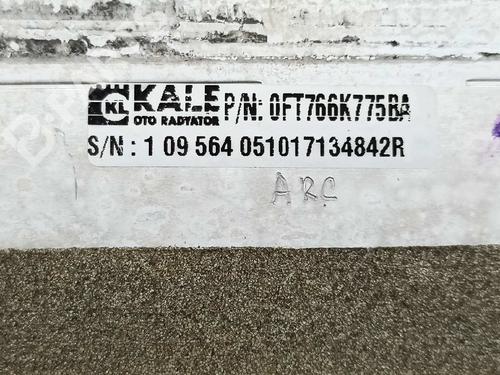 KL KALE P/N: 0FT766K775BA
OTO RADYATOR
S/N : 1 09 564 051017134842R
ARC